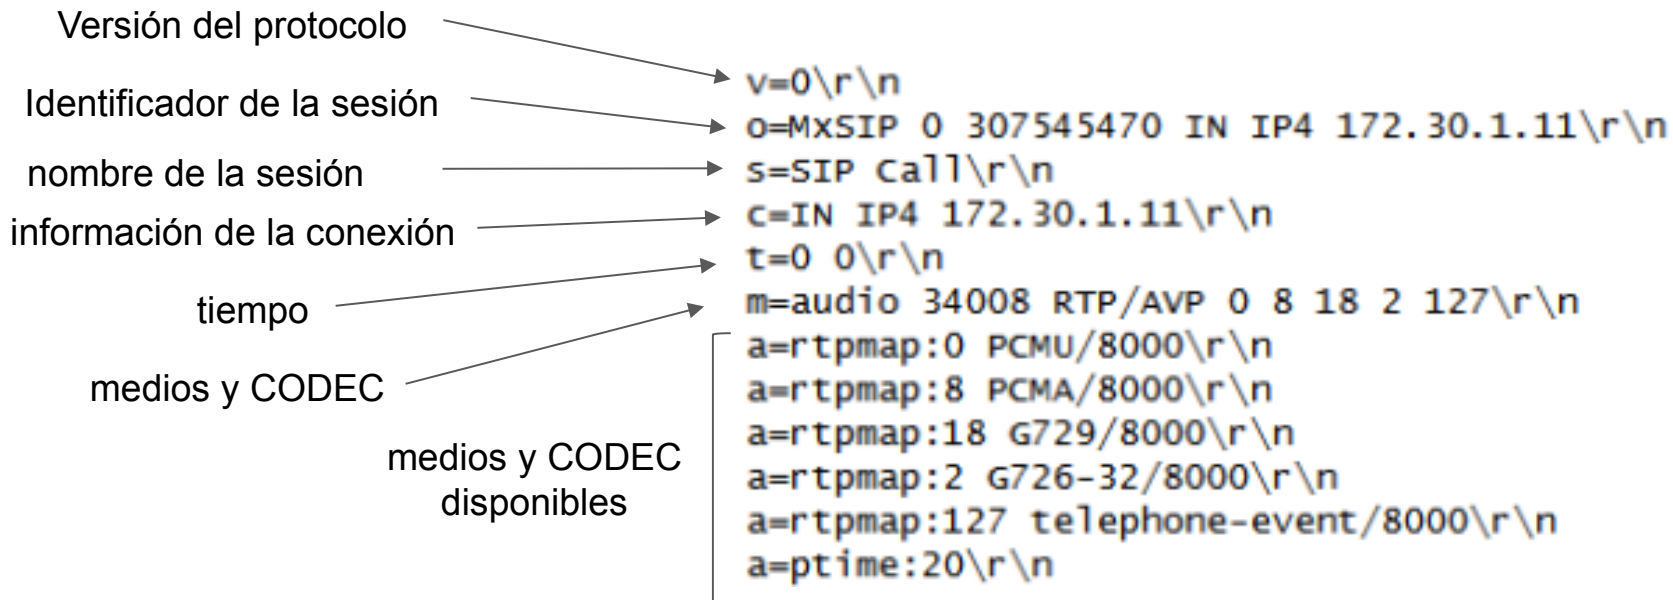 Versión del protocolo
Identificador de la sesión
nombre de la sesión
información de la conexión
tiempo
medios y CODEC
medios y CODEC
disponibles
v=0\r\n
o=MxSIP 0 307545470 IN IP4 172.30.1.11\r\n
s=SIP Call\r\n
c=IN IP4 172.30.1.11\r\n
t=0 0\r\n
m=audio 34008 RTP/AVP 0 8 18 2 127\r\n
a=rtpmap:0 PCMU/8000\r\n
a=rtpmap:8 PCMA/8000\r\n
a=rtpmap:18 G729/8000\r\n
a=rtpmap:2 G726-32/8000\r\n
a=rtpmap:127 telephone-event/8000\r\n
a=ptime:20\r\n